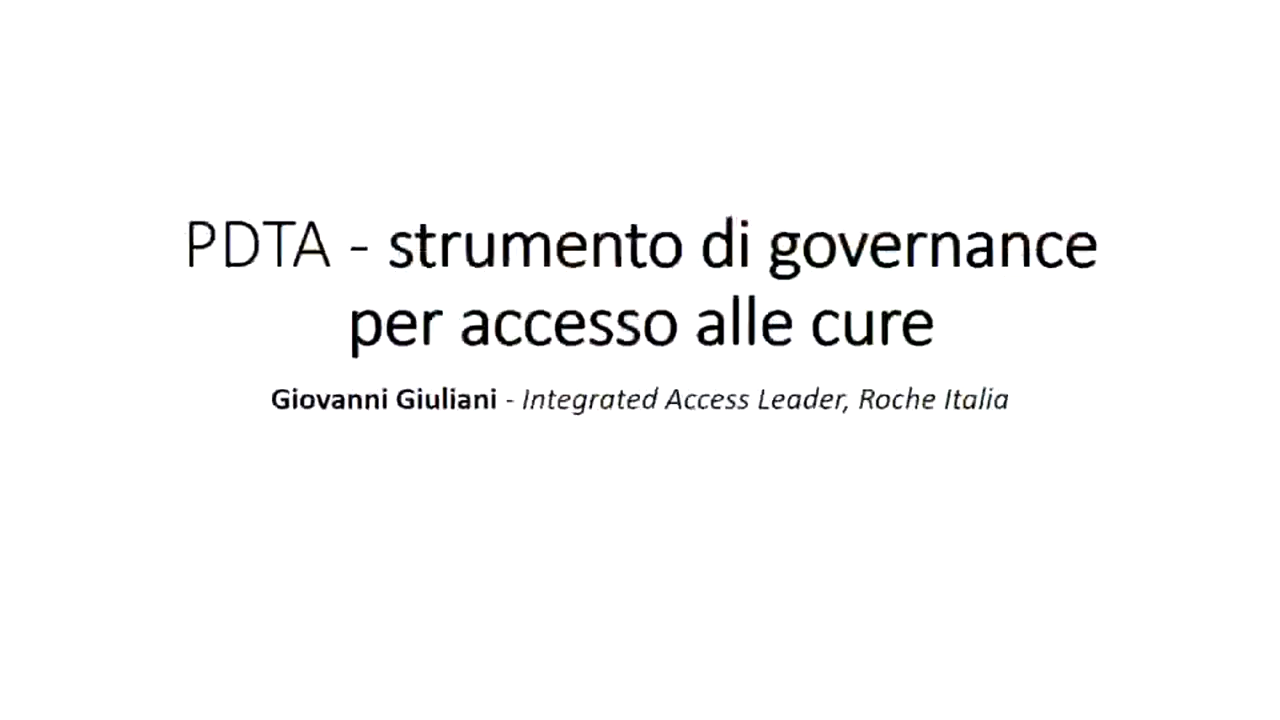 PDTA - strumento di governance
per accesso alle cure
Giovanni Giuliani - Integrated Access Leader, Roche Italia